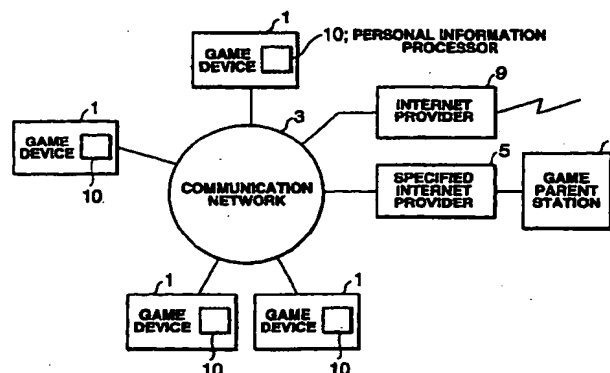 1
GAME
DEVICE
10; PERSONAL INFORMATION
PROCESSOR
9
INTERNET
PROVIDER
1
GAME
DEVICE
10
3
COMMUNICATION
NETWORK
5
SPECIFIED INTERNET
PROVIDER
GAME
PARENT
STATION
1
GAME
DEVICE
10
1
GAME
DEVICE
10